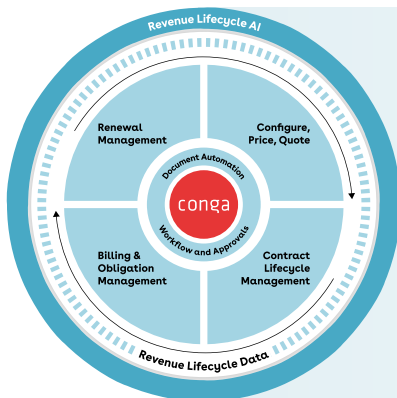 Revenue Lifecycle AI
Renewal
Management
Configure,
Price, Quote
Document Automation
conga
Workflow and Approvals
Billing &
Obligation
Management
Contract
Lifecycle
Management
Revenue Lifecycle Data